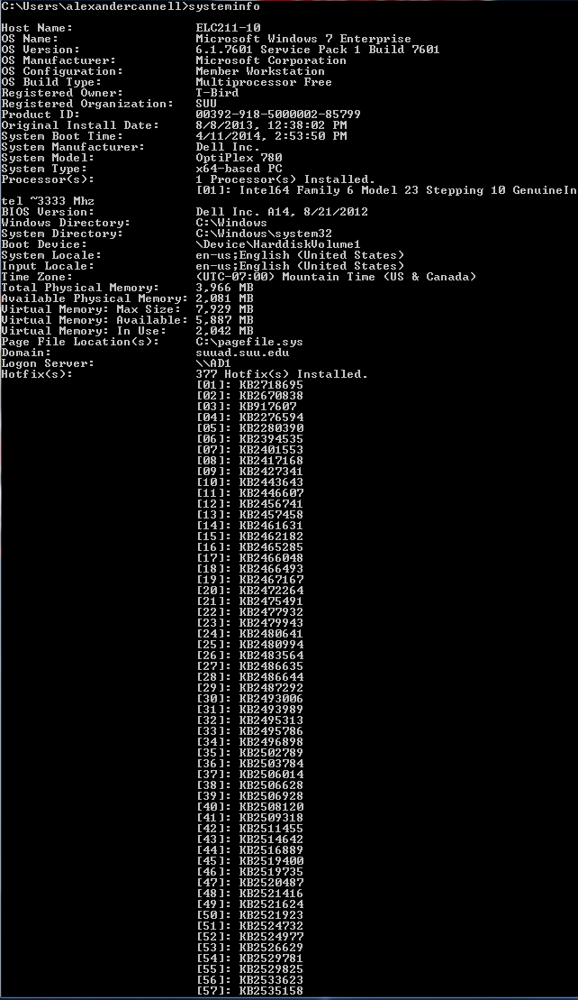 C:\Users\alexandercannell>systeminfo
Host Name: ELC211-10
OS Name: Microsoft Windows 7 Enterprise
OS Version: 6.1.7601 Service Pack 1 Build 7601
OS Manufacturer: Microsoft Corporation
OS Configuration: Member Workstation
OS Build Type: Multiprocessor Free
Registered Owner: T-Bird
Registered Organization: SUU
Product ID: 00392-918-5000002-85799
Original Install Date: 8/8/2013, 12:38:02 PM
System Boot Time: 4/11/2014, 2:53:50 PM
System Manufacturer: Dell Inc.
System Model: OptiPlex 780
System Type: x64-based PC
Processor(s): 1 Processor(s) Installed.
[01]: Intel64 Family 6 Model 23 Stepping 10 GenuineIn
tel ~3333 Mhz
BIOS Version: Dell Inc. A14, 8/21/2012
Windows Directory: C:\Windows
System Directory: C:\Windows\system32
Boot Device: \Device\HarddiskVolume1
System Locale: en-us;English (United States)
Input Locale: en-us;English (United States)
Time Zone: (UTC-07:00) Mountain Time (US & Canada)
Total Physical Memory: 3,966 MB
Available Physical Memory: 2,081 MB
Virtual Memory: Max Size: 7,929 MB
Virtual Memory: Available: 5,887 MB
Virtual Memory: In Use: 2,042 MB
Page File Location(s): C:\pagefile.sys
Domain: suuad.suu.edu
Logon Server: \\AD1
Hotfix(s): 377 Hotfix(s) Installed.
[01]: KB2718695
[02]: KB2670838
[03]: KB917607
[04]: KB2276594
[05]: KB2280390
[06]: KB2394535
[07]: KB2401553
[08]: KB2417168
[09]: KB2427341
[10]: KB2443643
[11]: KB2446607
[12]: KB2456741
[13]: KB2457458
[14]: KB2461631
[15]: KB2462182
[16]: KB2465285
[17]: KB2466048
[18]: KB2466493
[19]: KB2467167
[20]: KB2472264
[21]: KB2475491
[22]: KB2477932
[23]: KB2479943
[24]: KB2480641
[25]: KB2480994
[26]: KB2483564
[27]: KB2486635
[28]: KB2486644
[29]: KB2487292
[30]: KB2493006
[31]: KB2493989
[32]: KB2495313
[33]: KB2495786
[34]: KB2496898
[35]: KB2502789
[36]: KB2503784
[37]: KB2506014
[38]: KB2506628
[39]: KB2506928
[40]: KB2508120
[41]: KB2509318
[42]: KB2511455
[43]: KB2514642
[44]: KB2516889
[45]: KB2519400
[46]: KB2519735
[47]: KB2520487
[48]: KB2521416
[49]: KB2521624
[50]: KB2521923
[51]: KB2524732
[52]: KB2524977
[53]: KB2526629
[54]: KB2529781
[55]: KB2529825
[56]: KB2533623
[57]: KB2535158